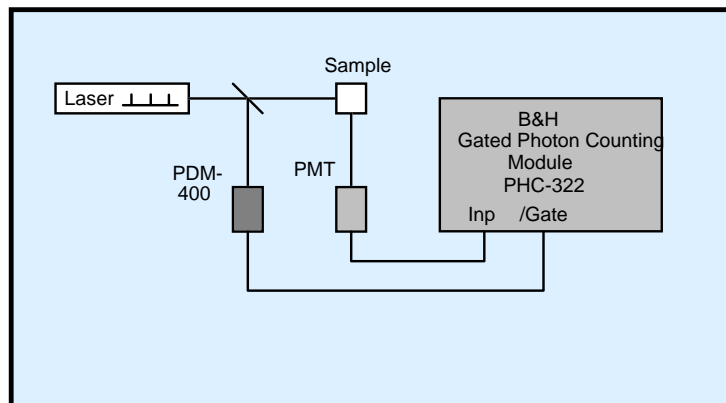 Sample
Laser
B&H
Gated Photon Counting
Module
PHC-322
PDM-
400
PMT
Inp /Gate